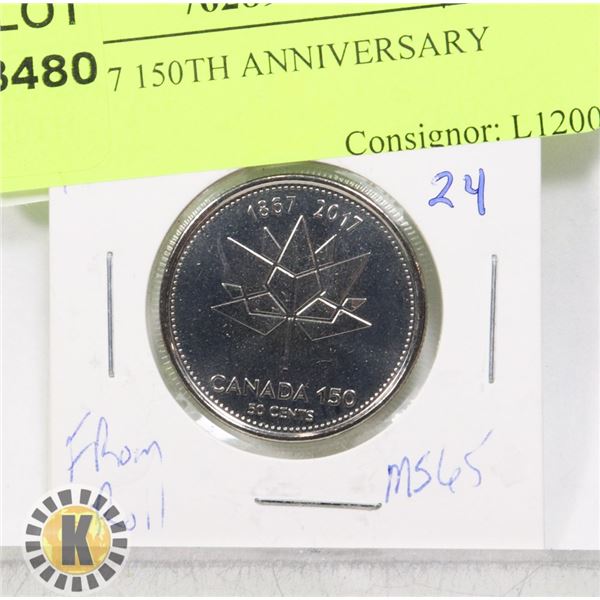 LOT
3480
7 150TH ANNIVERSARY
Consignor: L1200
24
1867 2017
CANADA 150
50 CENTS
FRom
Roll
MS65
K